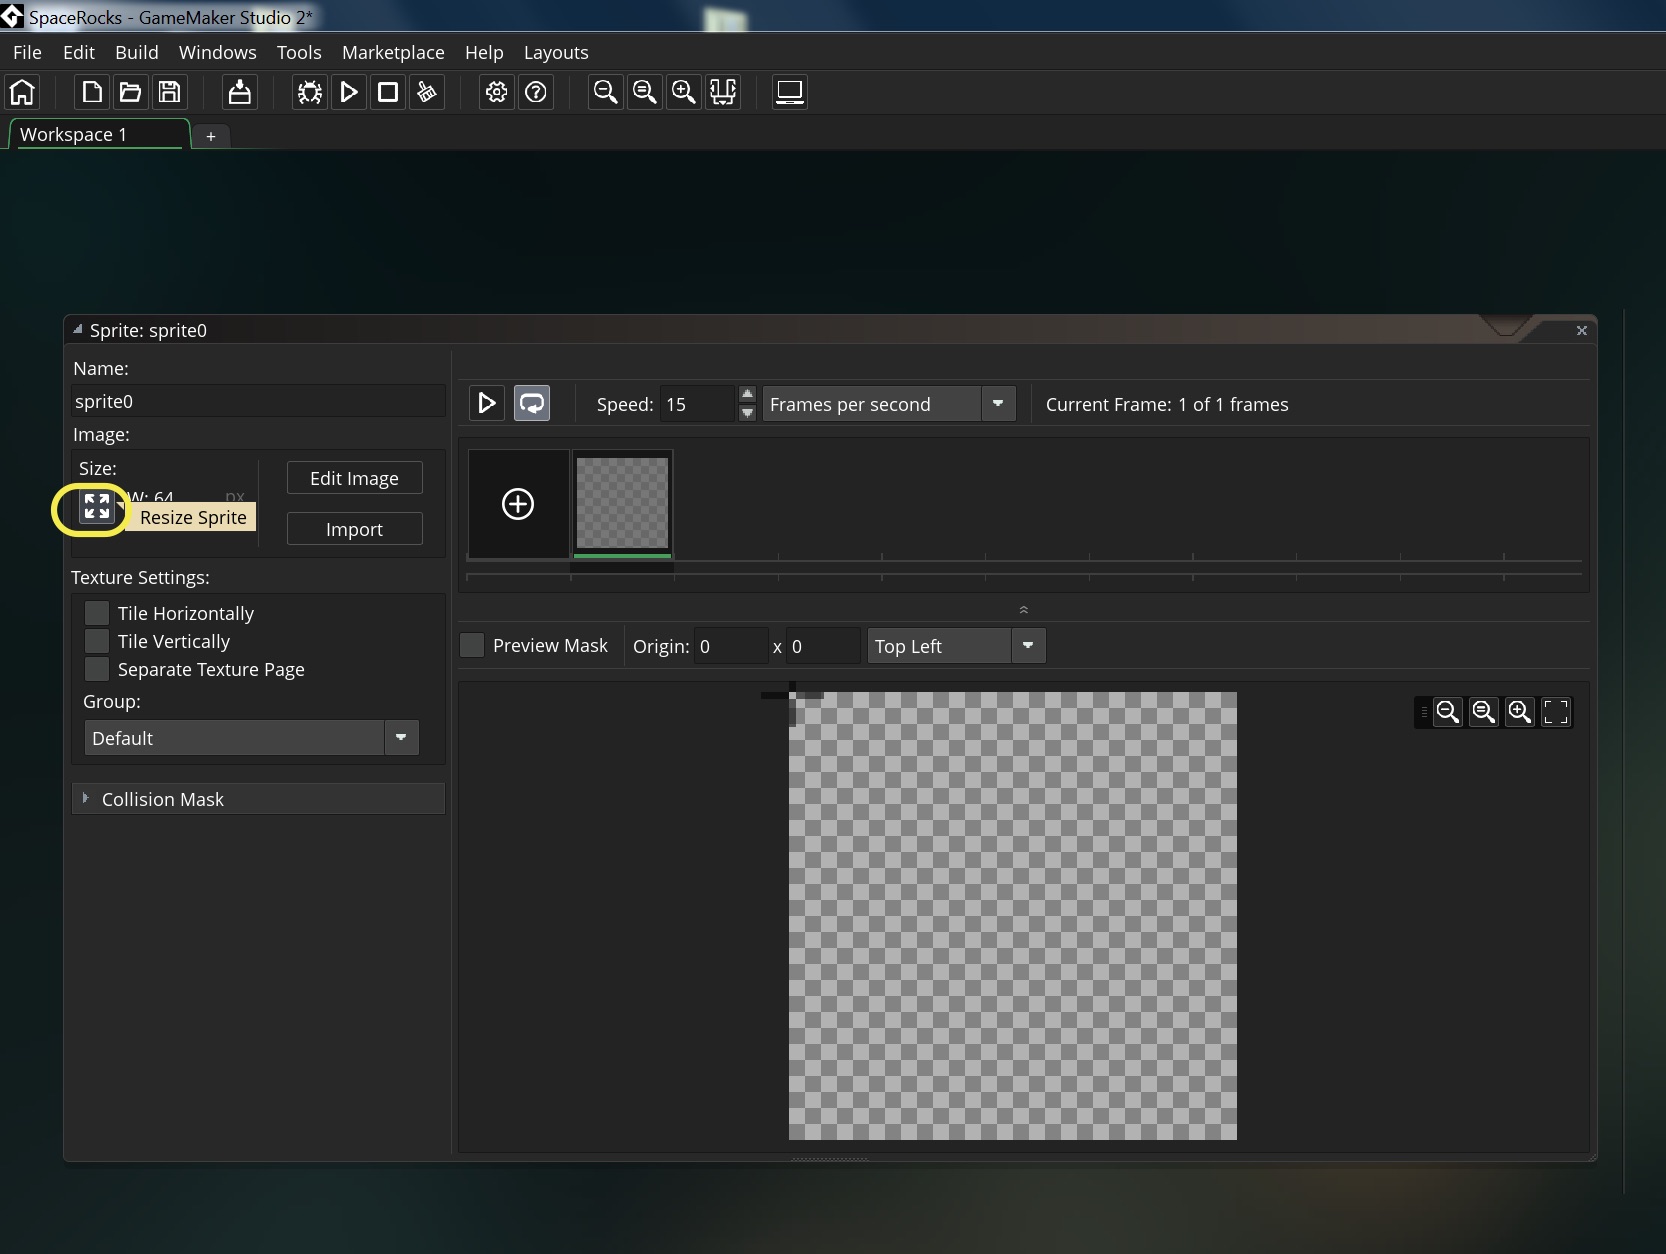 SpaceRocks - GameMaker Studio 2*
File Edit Build Windows Tools Marketplace Help Layouts
Workspace 1 +
Sprite: sprite0
Name:
sprite0
Image:
Size:
W: 64 px
Resize Sprite
Edit Image
Import
Texture Settings:
Tile Horizontally
Tile Vertically
Separate Texture Page
Group:
Default
Collision Mask
Speed: 15 Frames per second Current Frame: 1 of 1 frames
Preview Mask Origin: 0 x 0 Top Left